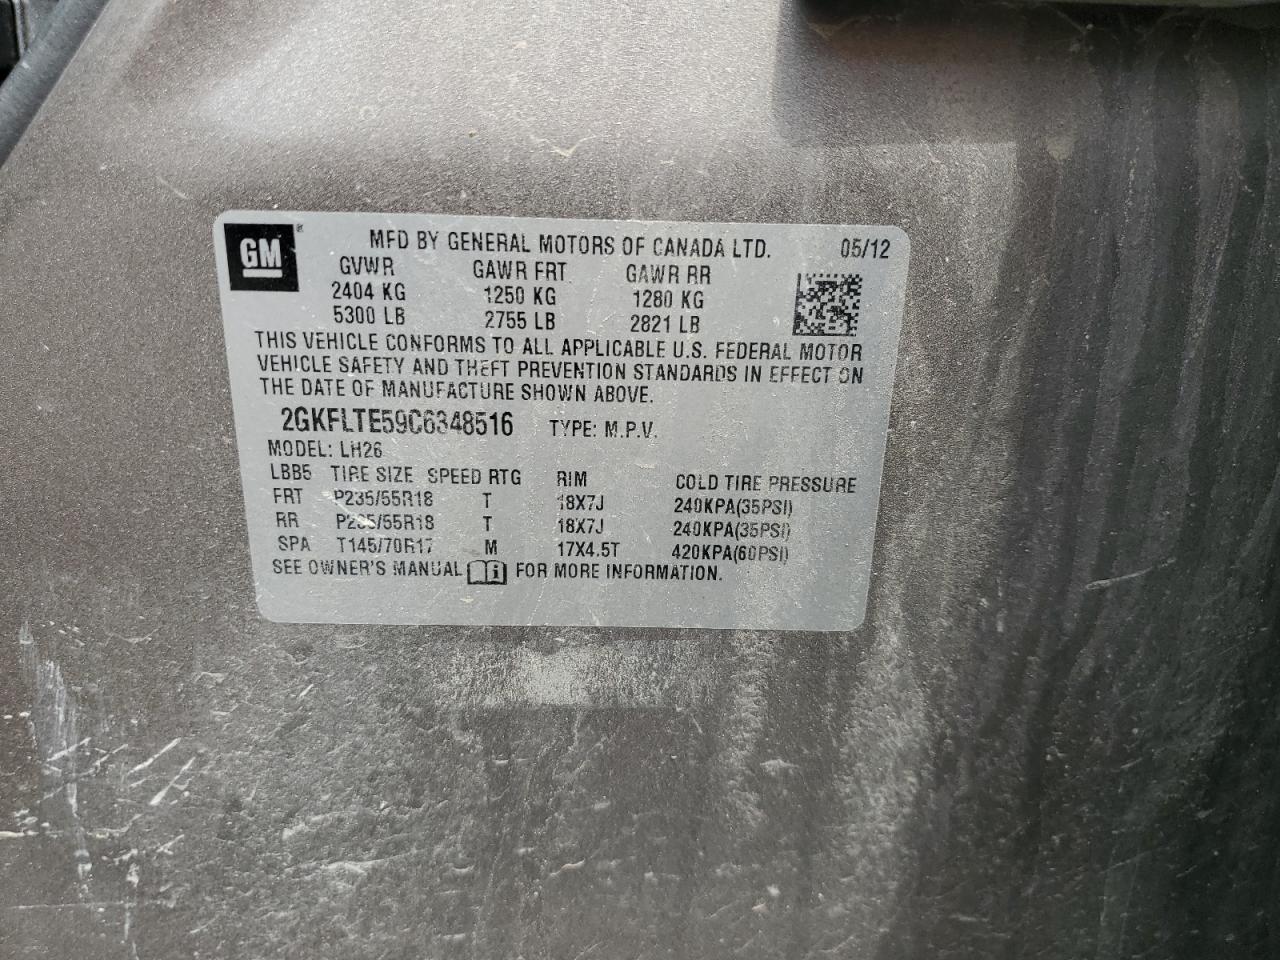 GM ® MFD BY GENERAL MOTORS OF CANADA LTD. 05/12
GVWR GAWR FRT GAWR RR
2404 KG 1250 KG 1280 KG
5300 LB 2755 LB 2821 LB
THIS VEHICLE CONFORMS TO ALL APPLICABLE U.S. FEDERAL MOTOR
VEHICLE SAFETY AND THEFT PREVENTION STANDARDS IN EFFECT ON
THE DATE OF MANUFACTURE SHOWN ABOVE.
2GKFLTE59C6348516 TYPE: M.P.V.
MODEL: LH26
LBB5 TIRE SIZE SPEED RTG RIM COLD TIRE PRESSURE
FRT P235/55R18 T 18X7J 240KPA(35PSI)
RR P235/55R18 T 18X7J 240KPA(35PSI)
SPA T145/70R17 M 17X4.5T 420KPA(60PSI)
SEE OWNER'S MANUAL i FOR MORE INFORMATION.